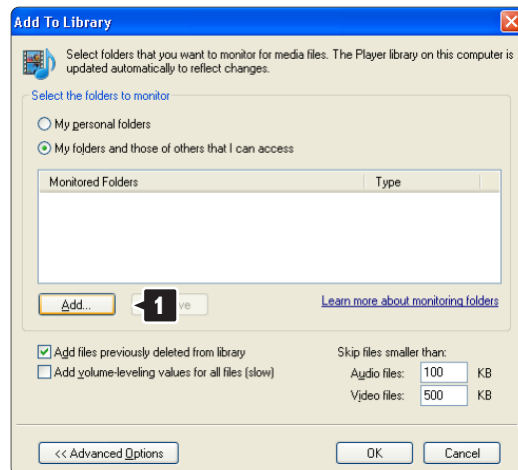 Add To Library
Select folders that you want to monitor for media files. The Player library on this computer is
updated automatically to reflect changes.
Select the folders to monitor
My personal folders
My folders and those of others that I can access
Monitored Folders Type
Add... 1 Learn more about monitoring folders
Add files previously deleted from library Skip files smaller than:
Add volume-leveling values for all files (slow) Audio files: 100 KB
Video files: 500 KB
<< Advanced Options OK Cancel